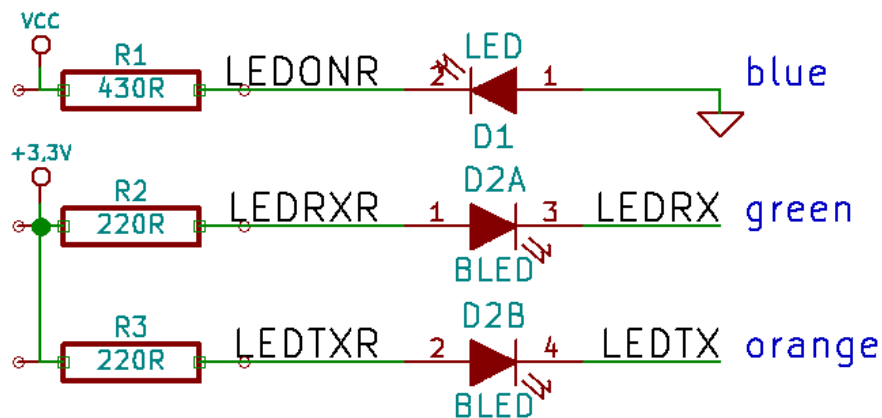 VCC
R1
430R
LEDONR
2
LED
D1
1
blue
+3,3V
R2
220R
LEDRXR
1
D2A
BLED
3
LEDRX
green
R3
220R
LEDTXR
2
D2B
BLED
4
LEDTX
orange